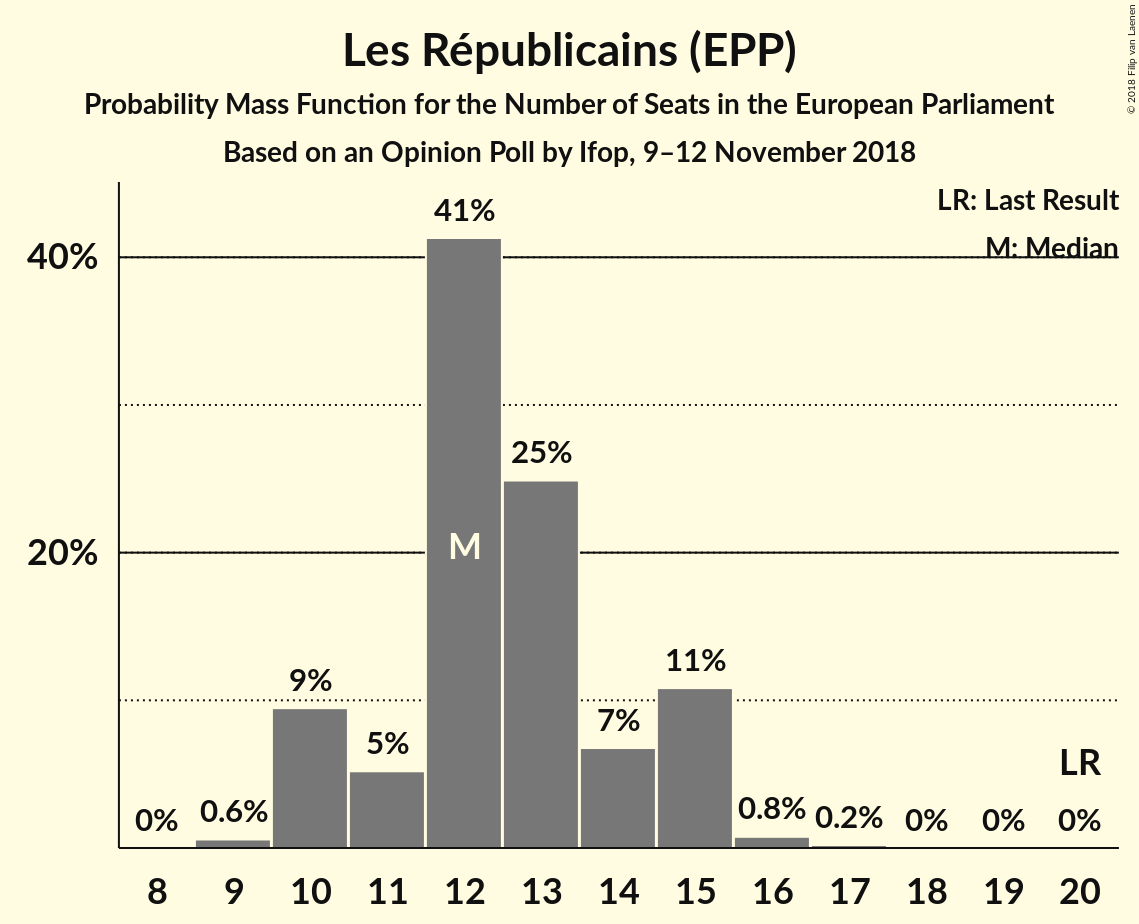 Les Républicains (EPP)
Probability Mass Function for the Number of Seats in the European Parliament
Based on an Opinion Poll by Ifop, 9–12 November 2018
© 2018 Filip van Laenen
LR: Last Result
M: Median
40%
20%
0%
0.6%
9%
5%
41%
M
25%
7%
11%
0.8%
0.2%
0%
0%
LR
0%
8 9 10 11 12 13 14 15 16 17 18 19 20